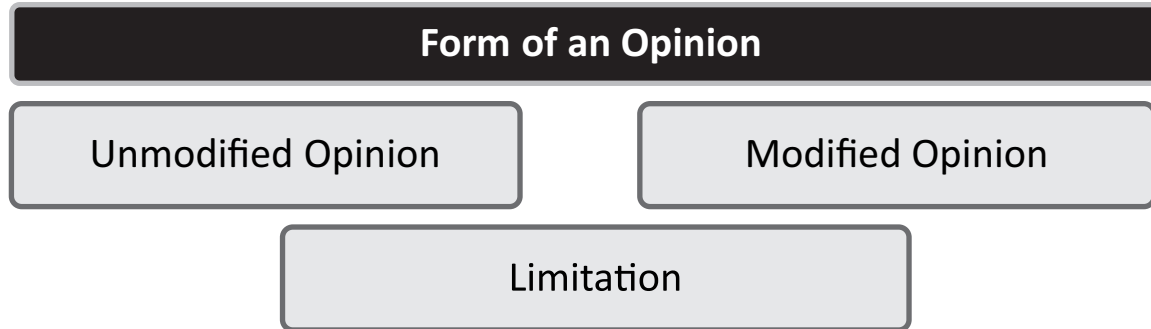 Form of an Opinion
Unmodified Opinion
Modified Opinion
Limitation